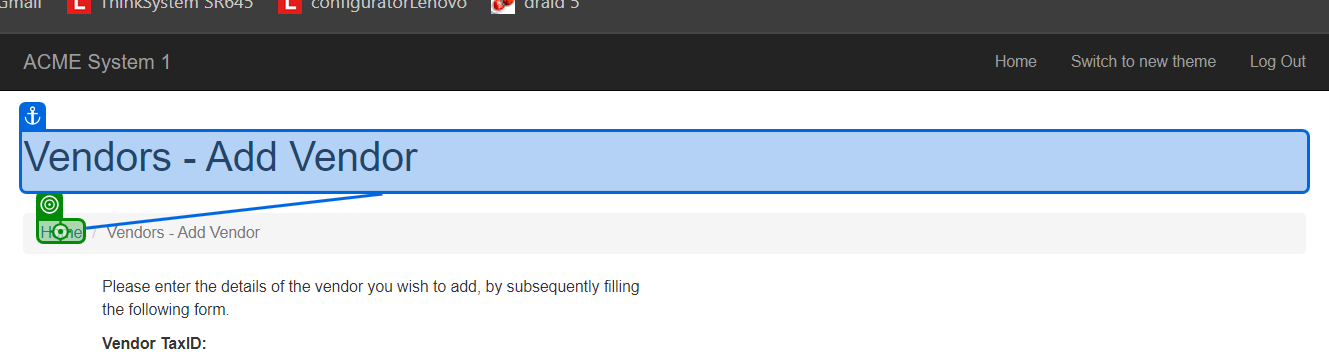 Gmail ThinkSystem SR645 configuratorLenovo draid 5
ACME System 1 Home Switch to new theme Log Out
Vendors - Add Vendor
Home / Vendors - Add Vendor
Please enter the details of the vendor you wish to add, by subsequently filling
the following form.
Vendor TaxID: